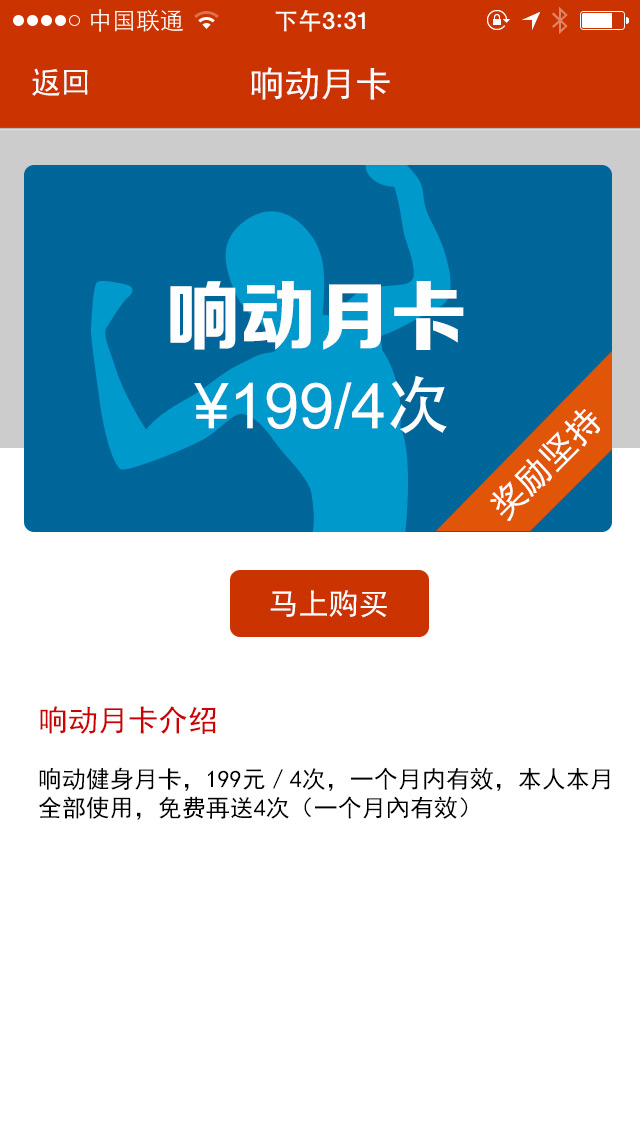 中国联通
下午3:31
返回
响动月卡
响动月卡
¥199/4次
奖励坚持
马上购买
响动月卡介绍
响动健身月卡，199元 / 4次，一个月内有效，本人本月
全部使用，免费再送4次（一个月內有效）